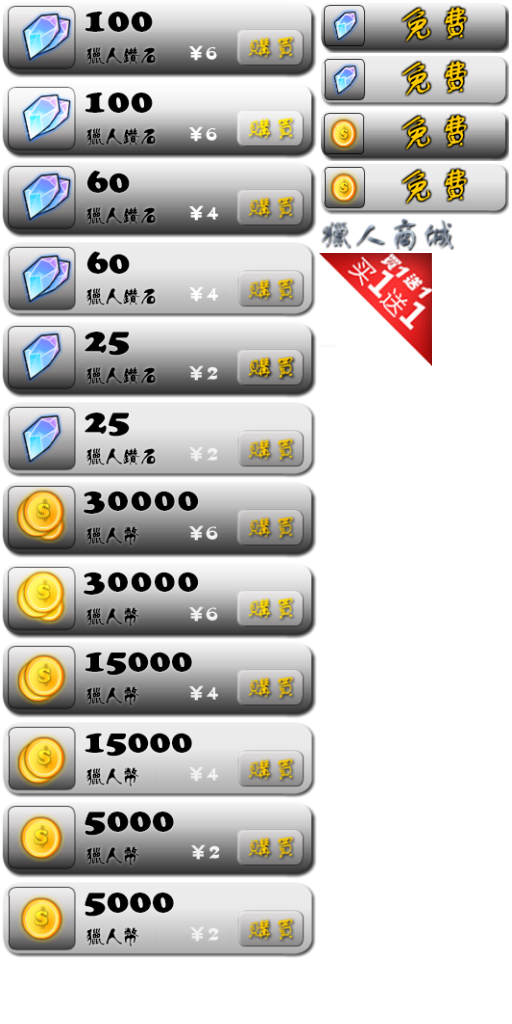 100
獵人鑽石 ¥6 購買
100
獵人鑽石 ¥6 購買
60
獵人鑽石 ¥4 購買
60
獵人鑽石 ¥4 購買
25
獵人鑽石 ¥2 購買
25
獵人鑽石 ¥2 購買
30000
獵人幣 ¥6 購買
30000
獵人幣 ¥6 購買
15000
獵人幣 ¥4 購買
15000
獵人幣 ¥4 購買
5000
獵人幣 ¥2 購買
5000
獵人幣 ¥2 購買
免費
免費
免費
免費
獵人商城
買1送1
买1送1